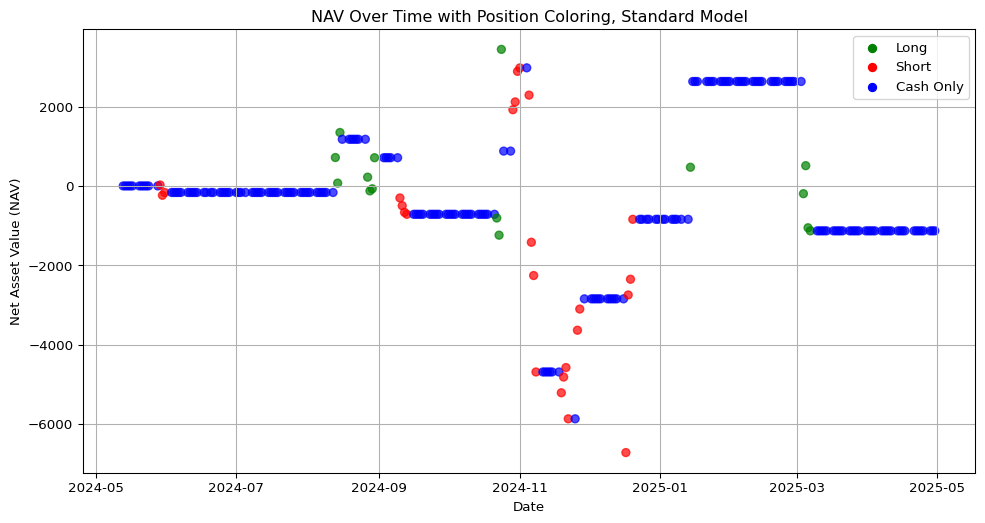 NAV Over Time with Position Coloring, Standard Model
Long
Short
Cash Only
Net Asset Value (NAV)
2000
0
−2000
−4000
−6000
2024-05
2024-07
2024-09
2024-11
2025-01
2025-03
2025-05
Date